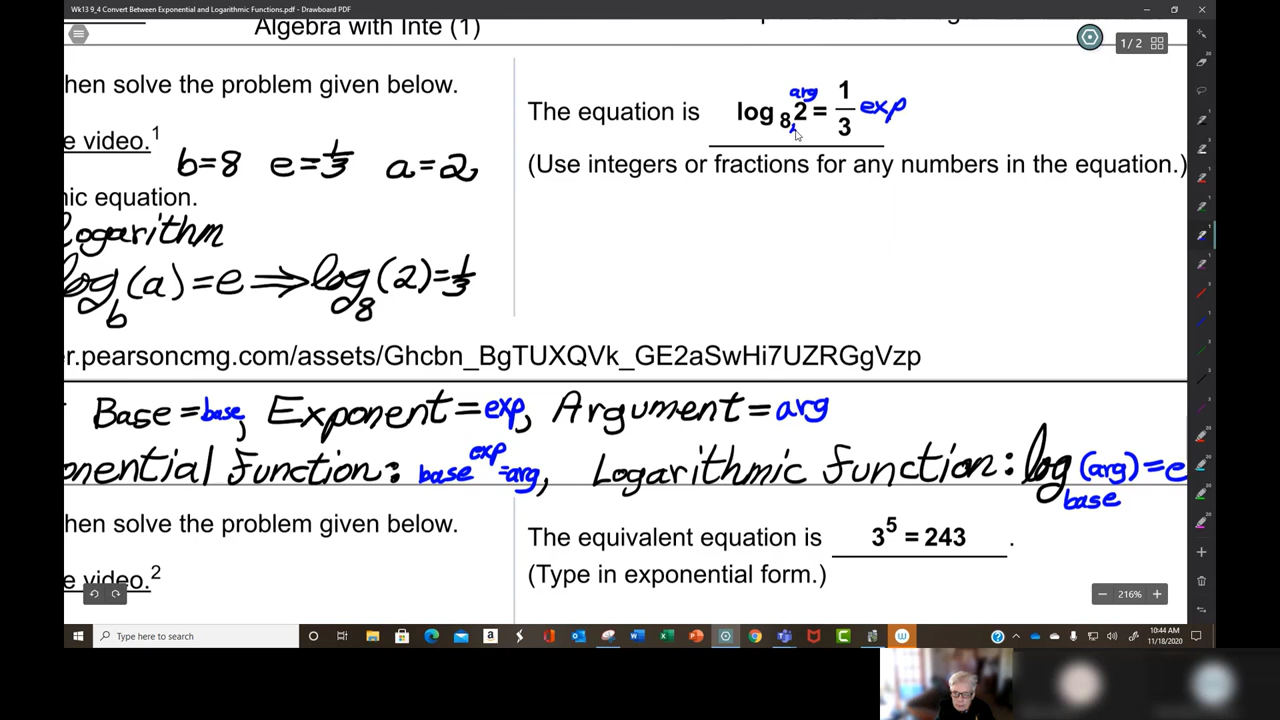 Wk13 9_4 Convert Between Exponential and Logarithmic Functions.pdf - Drawboard PDF
Algebra with Inte (1)
1 / 2
hen solve the problem given below.
e video.1
b=8 e=1/3 a=2
nic equation.
logarithm
log b (a) = e ⟹ log 8 (2) = 1/3
arg
The equation is log 8 2 = 1/3 exp
(Use integers or fractions for any numbers in the equation.)
er.pearsoncmg.com/assets/Ghcbn_BgTUXQVk_GE2aSwHi7UZRGgVzp
Base = base, Exponent = exp, Argument = arg
onential Function: base^exp = arg, Logarithmic Function: log base (arg) = e
hen solve the problem given below.
e video.2
The equivalent equation is 3^5 = 243 .
(Type in exponential form.)
216%
Type here to search
10:44 AM
11/18/2020